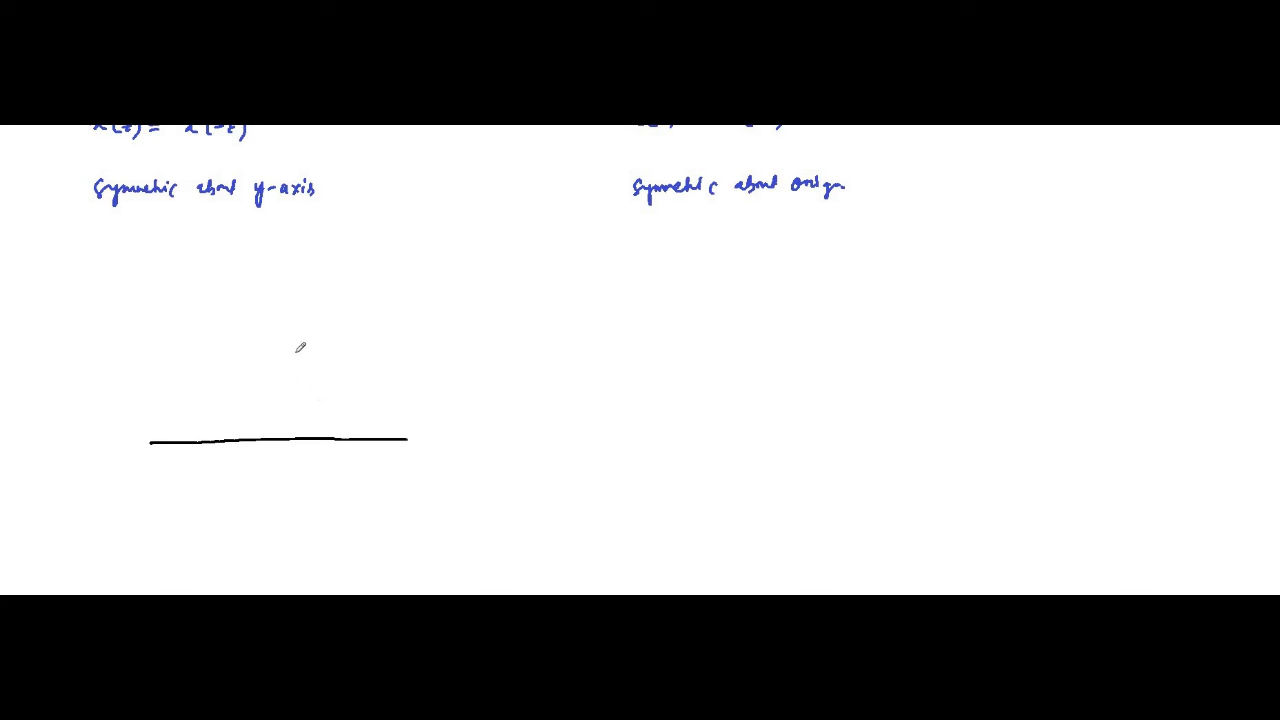 x(t) = x(-t)
Symmetric about y-axis
Symmetric about origin